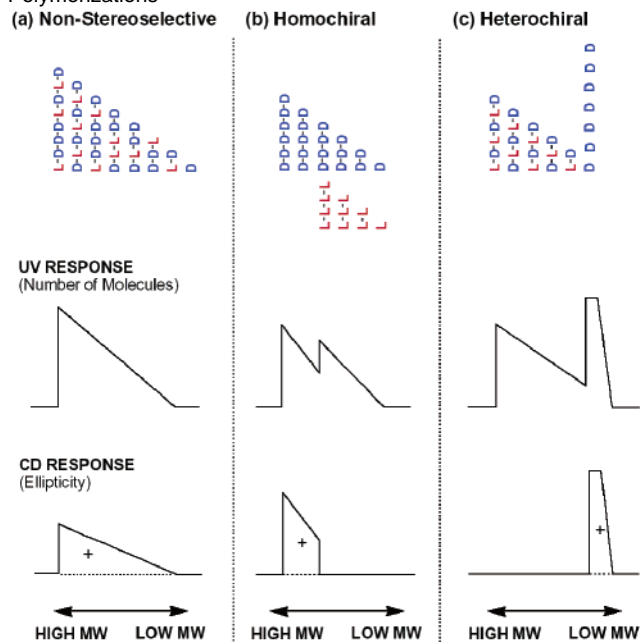 Polymerizations
(a) Non-Stereoselective (b) Homochiral (c) Heterochiral
UV RESPONSE
(Number of Molecules)
CD RESPONSE
(Ellipticity)
+ + +
HIGH MW LOW MW HIGH MW LOW MW HIGH MW LOW MW